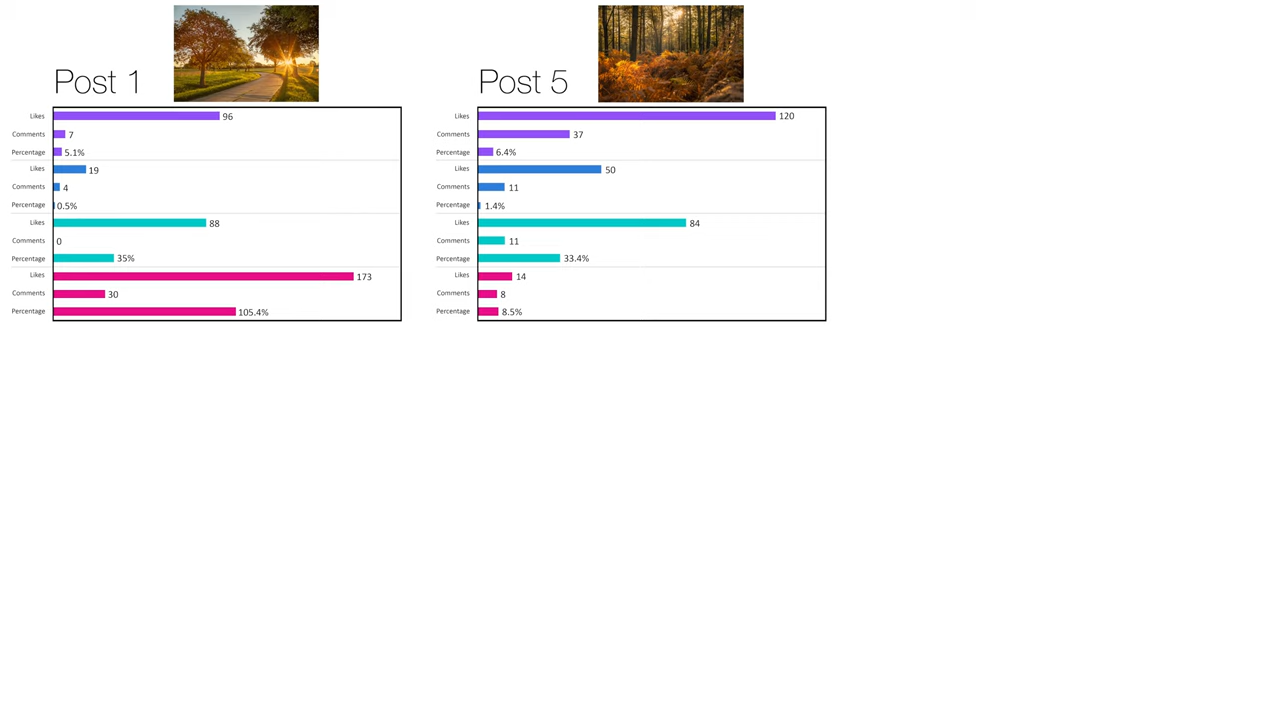 Post 1
Likes 96
Comments 7
Percentage 5.1%
Likes 19
Comments 4
Percentage 0.5%
Likes 88
Comments 0
Percentage 35%
Likes 173
Comments 30
Percentage 105.4%
Post 5
Likes 120
Comments 37
Percentage 6.4%
Likes 50
Comments 11
Percentage 1.4%
Likes 84
Comments 11
Percentage 33.4%
Likes 14
Comments 8
Percentage 8.5%